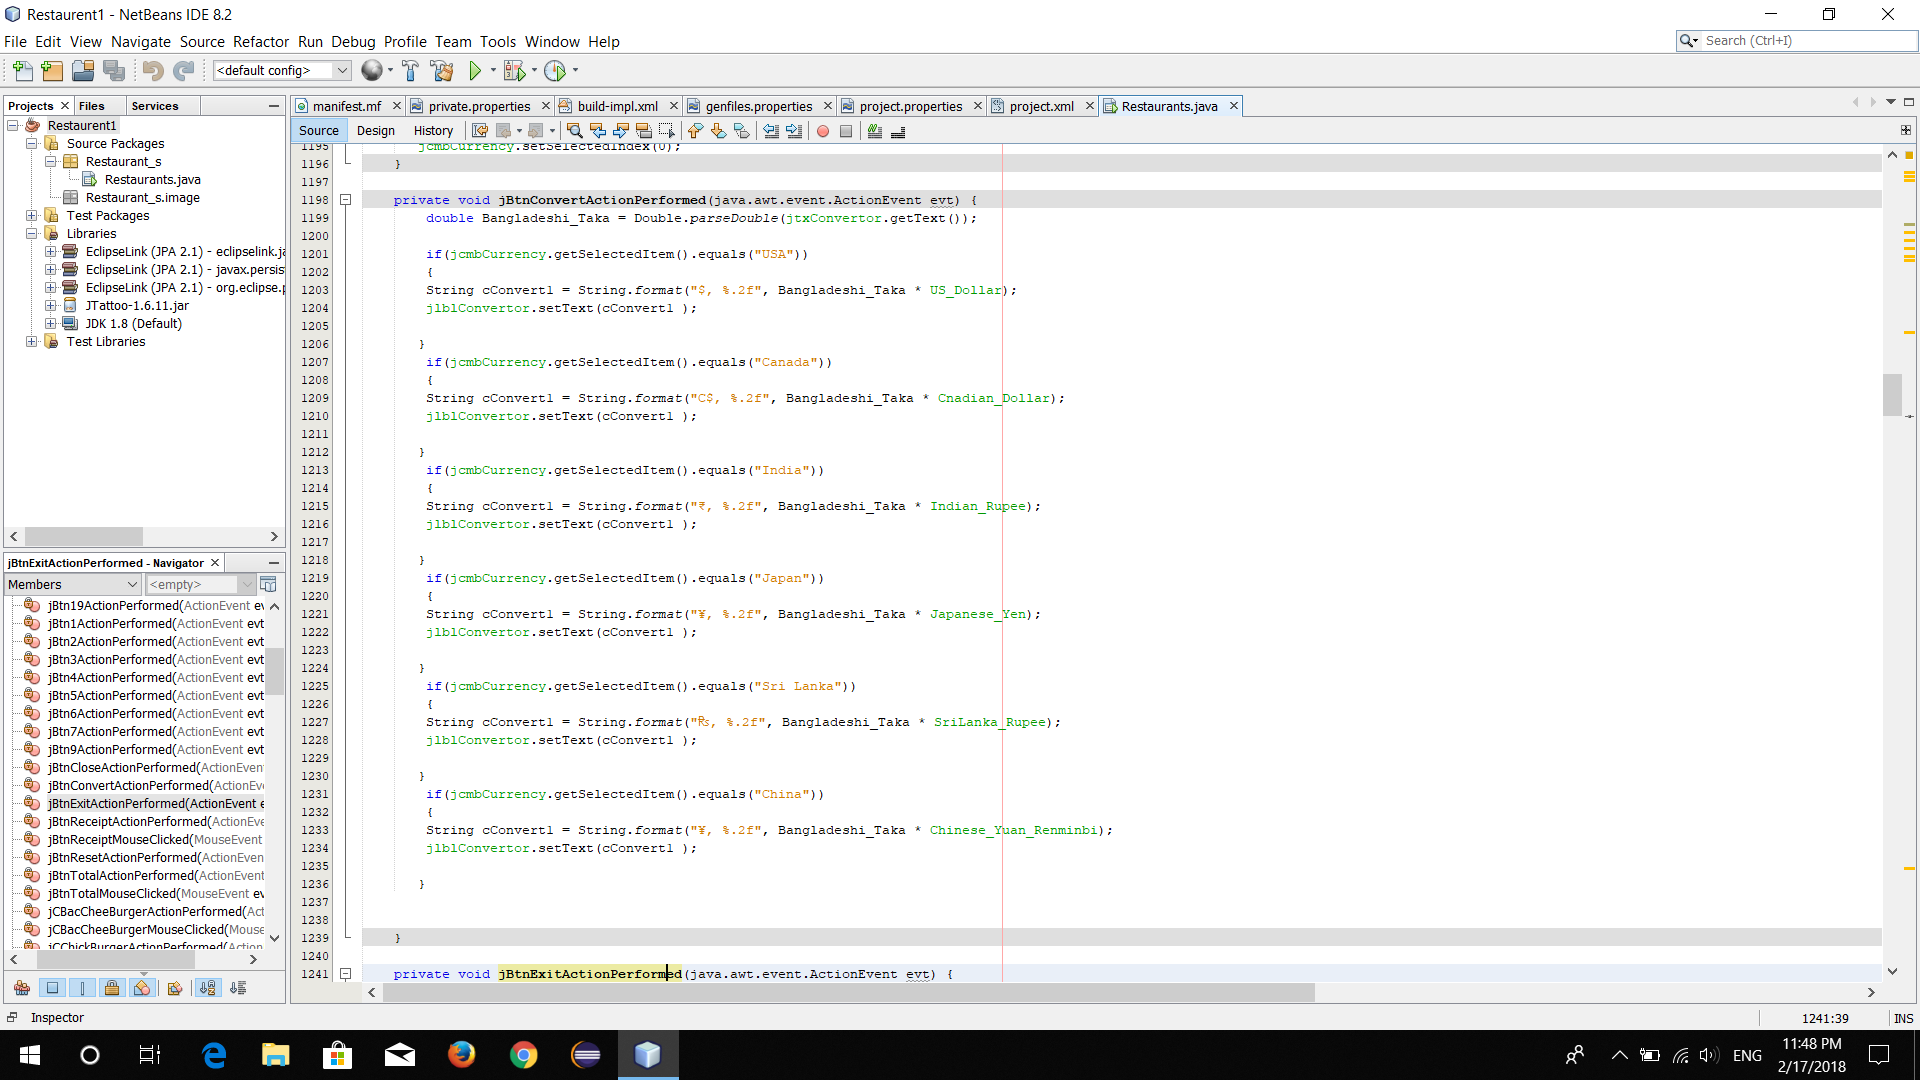 Restaurent1 - NetBeans IDE 8.2
File Edit View Navigate Source Refactor Run Debug Profile Team Tools Window Help
Search (Ctrl+I)
<default config>
Projects Files Services
manifest.mf private.properties build-impl.xml genfiles.properties project.properties project.xml Restaurants.java
Source Design History
Restaurent1
Source Packages
Restaurant_s
Restaurants.java
Restaurant_s.image
Test Packages
Libraries
EclipseLink (JPA 2.1) - eclipselink.ja
EclipseLink (JPA 2.1) - javax.persis
EclipseLink (JPA 2.1) - org.eclipse.p
JTattoo-1.6.11.jar
JDK 1.8 (Default)
Test Libraries
jBtnExitActionPerformed - Navigator
Members <empty>
jBtn19ActionPerformed(ActionEvent ev
jBtn1ActionPerformed(ActionEvent evt
jBtn2ActionPerformed(ActionEvent evt
jBtn3ActionPerformed(ActionEvent evt
jBtn4ActionPerformed(ActionEvent evt
jBtn5ActionPerformed(ActionEvent evt
jBtn6ActionPerformed(ActionEvent evt
jBtn7ActionPerformed(ActionEvent evt
jBtn9ActionPerformed(ActionEvent evt
jBtnCloseActionPerformed(ActionEven
jBtnConvertActionPerformed(ActionEv
jBtnExitActionPerformed(ActionEvent e
jBtnReceiptActionPerformed(ActionEve
jBtnReceiptMouseClicked(MouseEvent
jBtnResetActionPerformed(ActionEven
jBtnTotalActionPerformed(ActionEvent
jBtnTotalMouseClicked(MouseEvent ev
jCBacCheeBurgerActionPerformed(Act
jCBacCheeBurgerMouseClicked(Mouse
jCChickBurgerActionPerformed(Action
1195 jcmbCurrency.setSelectedIndex(0);
1196 }
1197
1198 private void jBtnConvertActionPerformed(java.awt.event.ActionEvent evt) {
1199 double Bangladeshi_Taka = Double.parseDouble(jtxConvertor.getText());
1200
1201 if(jcmbCurrency.getSelectedItem().equals("USA"))
1202 {
1203 String cConvert1 = String.format("$, %.2f", Bangladeshi_Taka * US_Dollar);
1204 jlblConvertor.setText(cConvert1 );
1205
1206 }
1207 if(jcmbCurrency.getSelectedItem().equals("Canada"))
1208 {
1209 String cConvert1 = String.format("C$, %.2f", Bangladeshi_Taka * Cnadian_Dollar);
1210 jlblConvertor.setText(cConvert1 );
1211
1212 }
1213 if(jcmbCurrency.getSelectedItem().equals("India"))
1214 {
1215 String cConvert1 = String.format("₹, %.2f", Bangladeshi_Taka * Indian_Rupee);
1216 jlblConvertor.setText(cConvert1 );
1217
1218 }
1219 if(jcmbCurrency.getSelectedItem().equals("Japan"))
1220 {
1221 String cConvert1 = String.format("¥, %.2f", Bangladeshi_Taka * Japanese_Yen);
1222 jlblConvertor.setText(cConvert1 );
1223
1224 }
1225 if(jcmbCurrency.getSelectedItem().equals("Sri Lanka"))
1226 {
1227 String cConvert1 = String.format("₨, %.2f", Bangladeshi_Taka * SriLanka_Rupee);
1228 jlblConvertor.setText(cConvert1 );
1229
1230 }
1231 if(jcmbCurrency.getSelectedItem().equals("China"))
1232 {
1233 String cConvert1 = String.format("¥, %.2f", Bangladeshi_Taka * Chinese_Yuan_Renminbi);
1234 jlblConvertor.setText(cConvert1 );
1235
1236 }
1237
1238
1239 }
1240
1241 private void jBtnExitActionPerformed(java.awt.event.ActionEvent evt) {
Inspector
1241:39 INS
ENG
11:48 PM
2/17/2018